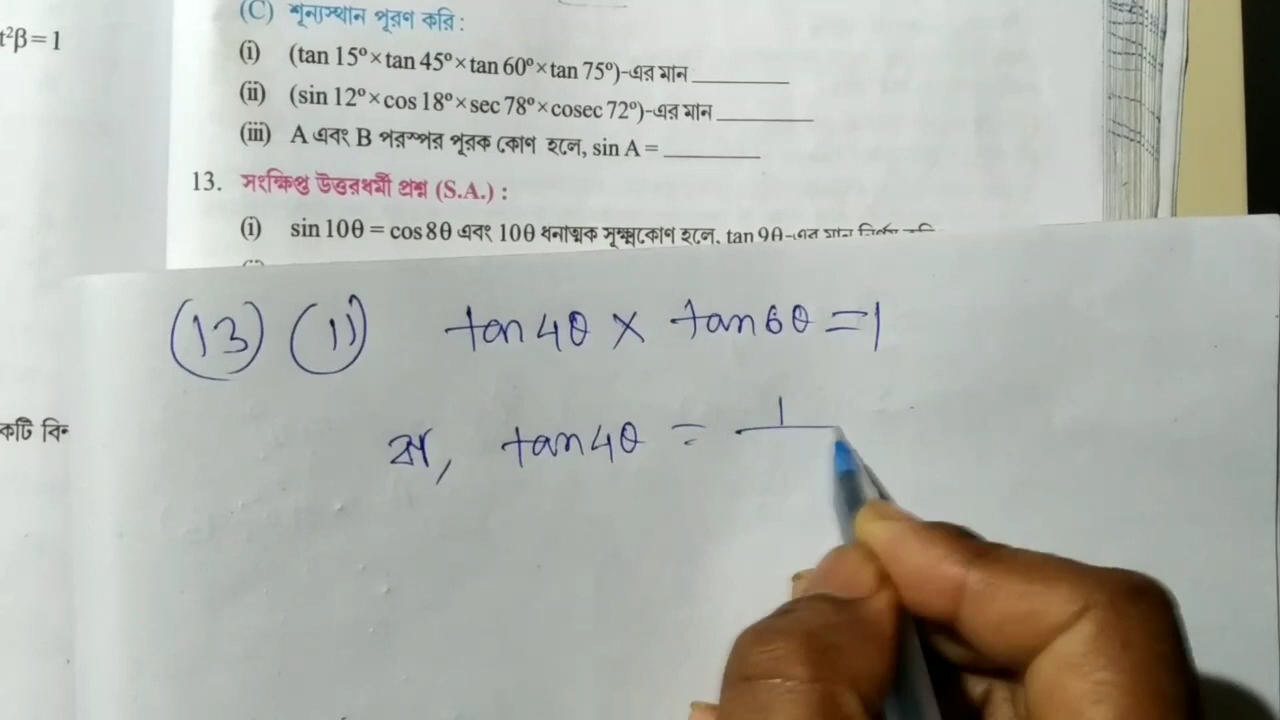 t²β = 1
(C) শূন্যস্থান পূরণ করি :
(i) (tan 15° × tan 45° × tan 60° × tan 75°)-এর মান ________
(ii) (sin 12° × cos 18° × sec 78° × cosec 72°)-এর মান ________
(iii) A এবং B পরস্পর পূরক কোণ হলে, sin A = ________
13. সংক্ষিপ্ত উত্তরধর্মী প্রশ্ন (S.A.) :
(i) sin 10θ = cos 8θ এবং 10θ ধনাত্মক সূক্ষ্মকোণ হলে, tan 9θ-এর মান
(13) (ii) tan 4θ × tan 6θ = 1
বা, tan 4θ = 1
কটি বি